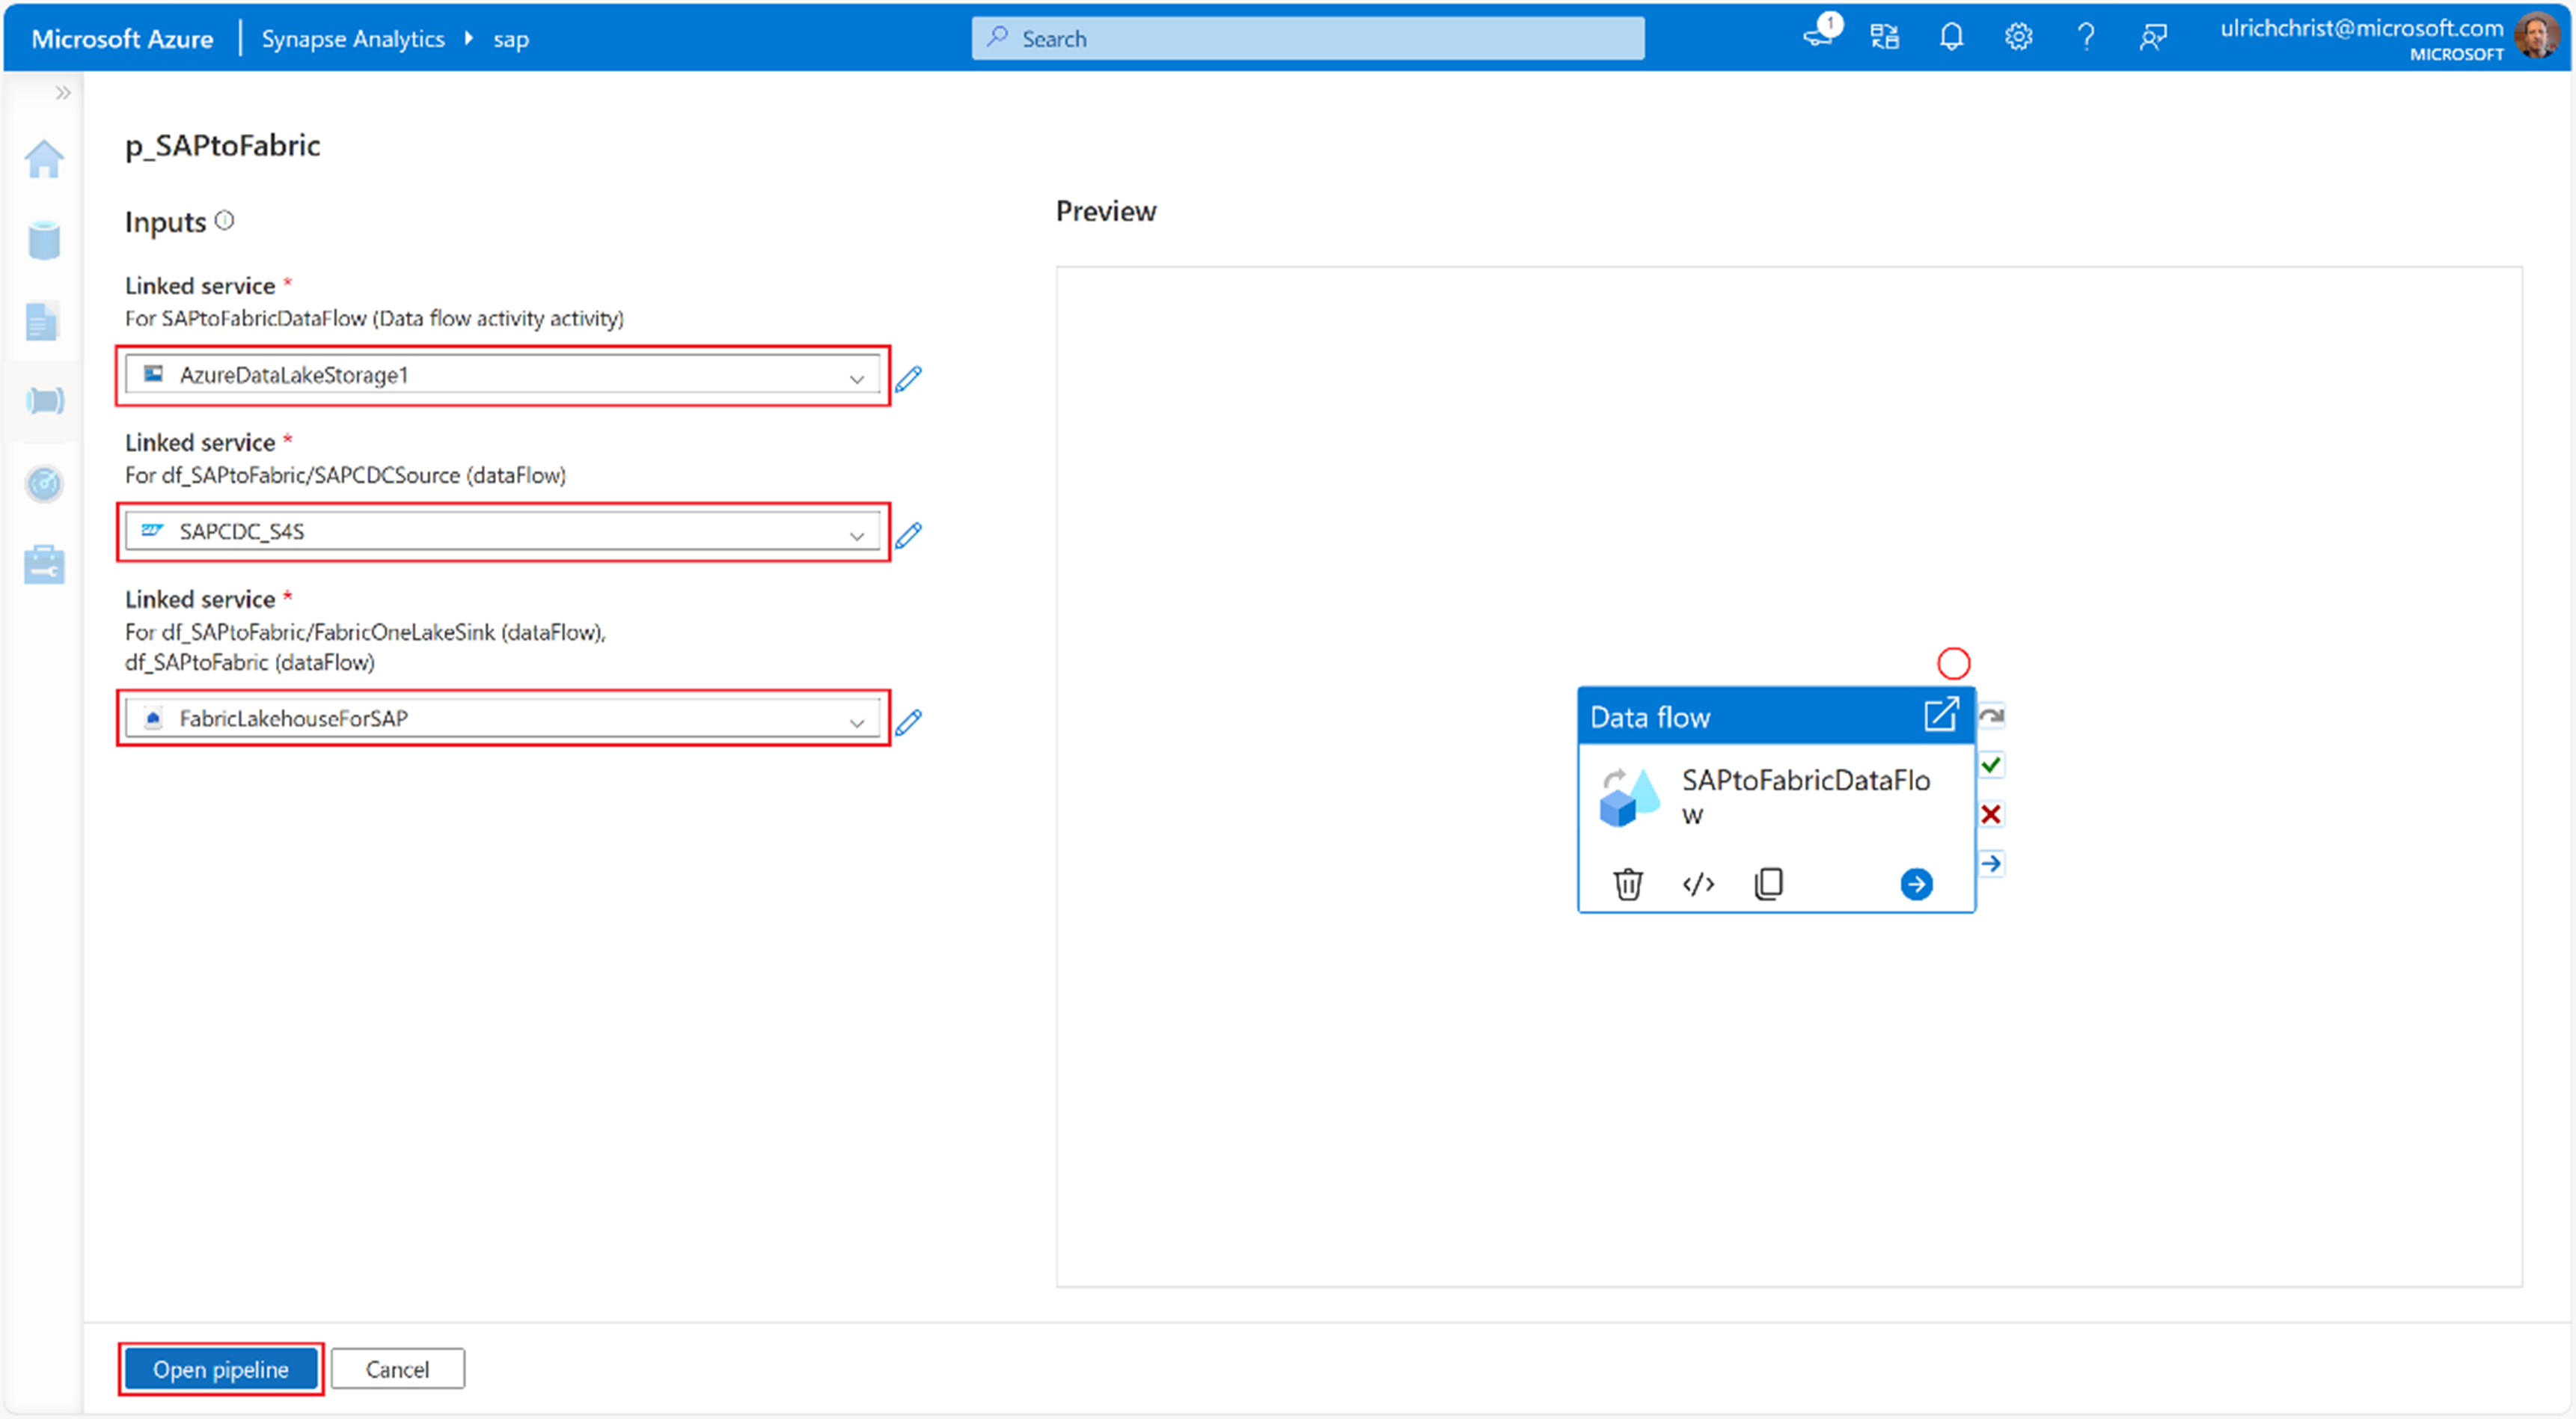 Microsoft Azure
Synapse Analytics
sap
Search
1
ulrichchrist@microsoft.com
MICROSOFT
p_SAPtoFabric
Inputs
Linked service *
For SAPtoFabricDataFlow (Data flow activity activity)
AzureDataLakeStorage1
Linked service *
For df_SAPtoFabric/SAPCDCSource (dataFlow)
SAPCDC_S4S
Linked service *
For df_SAPtoFabric/FabricOneLakeSink (dataFlow),
df_SAPtoFabric (dataFlow)
FabricLakehouseForSAP
Preview
Data flow
SAPtoFabricDataFlo
w
Open pipeline
Cancel